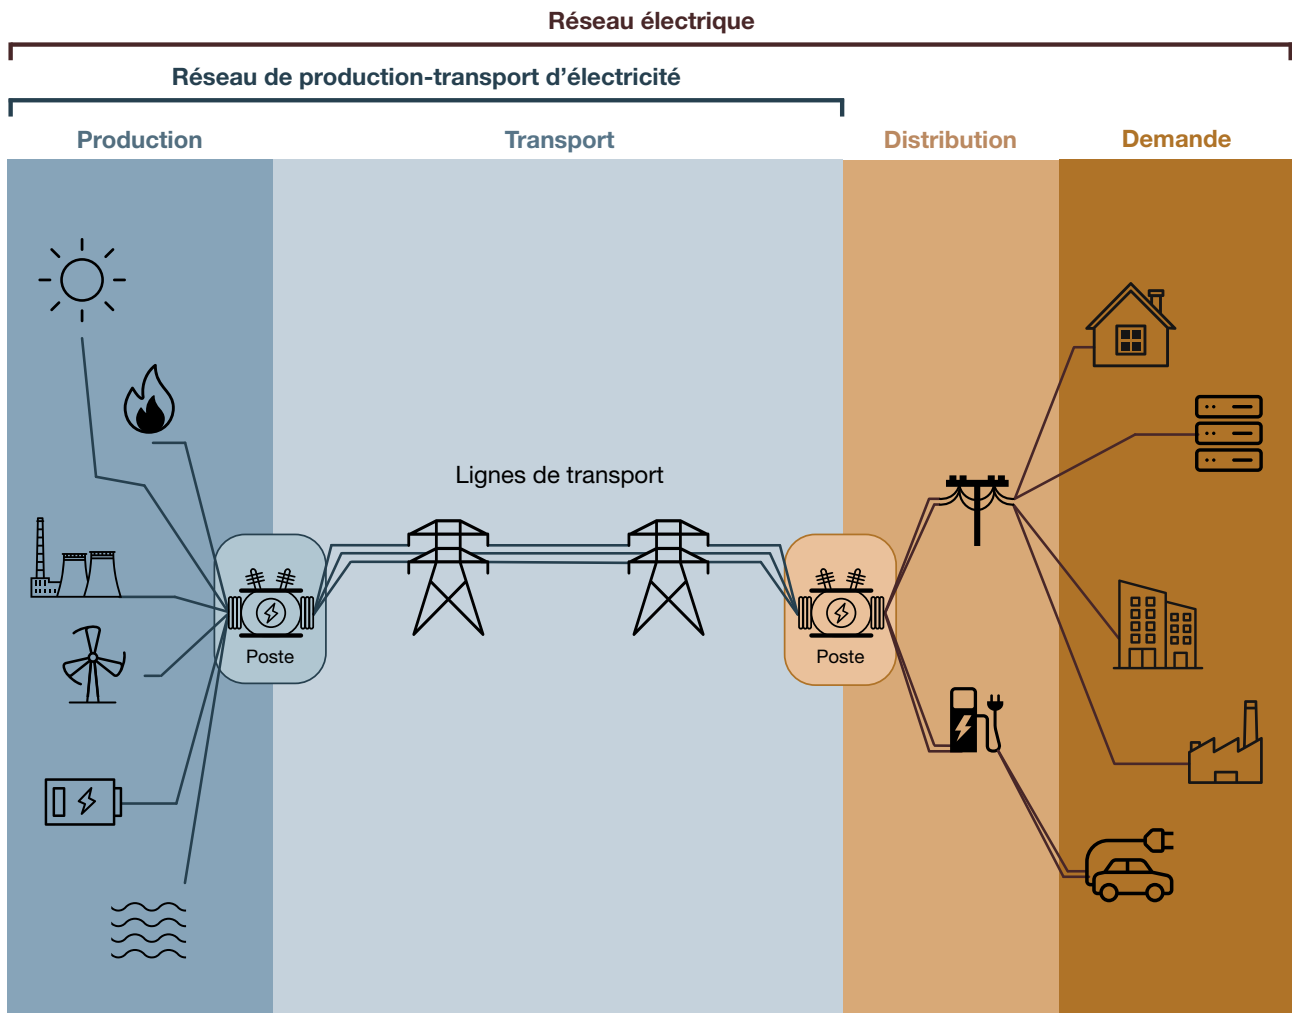 Réseau électrique
Réseau de production-transport d’électricité
Production
Transport
Distribution
Demande
Lignes de transport
Poste
Poste